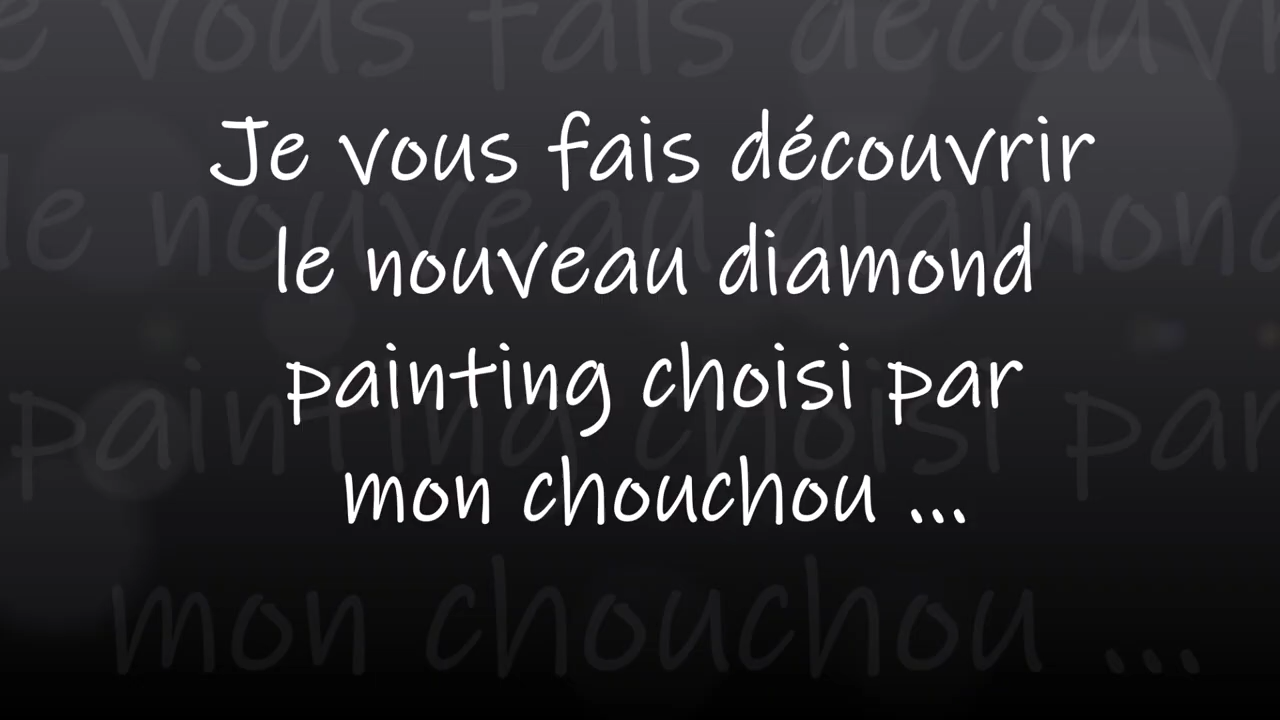 Je vous fais découvrir
le nouveau diamond
painting choisi par
mon chouchou ...